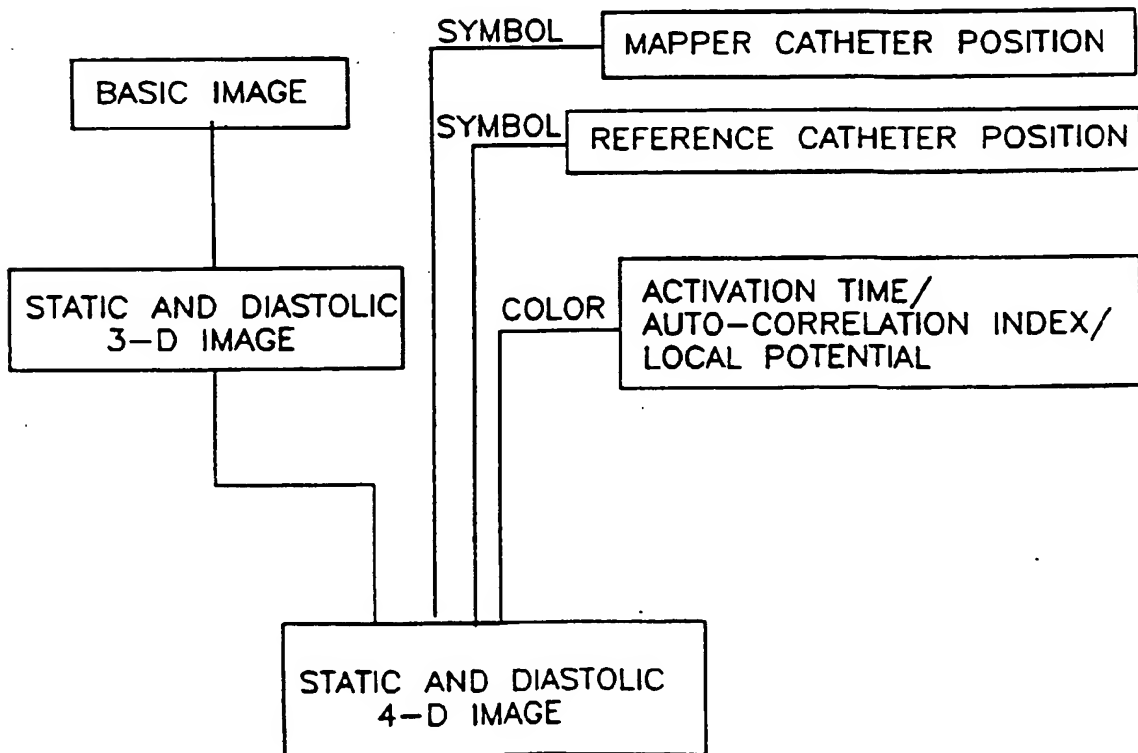 SYMBOL
MAPPER CATHETER POSITION
BASIC IMAGE
SYMBOL
REFERENCE CATHETER POSITION
STATIC AND DIASTOLIC
3-D IMAGE
COLOR
ACTIVATION TIME/
AUTO-CORRELATION INDEX/
LOCAL POTENTIAL
STATIC AND DIASTOLIC
4-D IMAGE